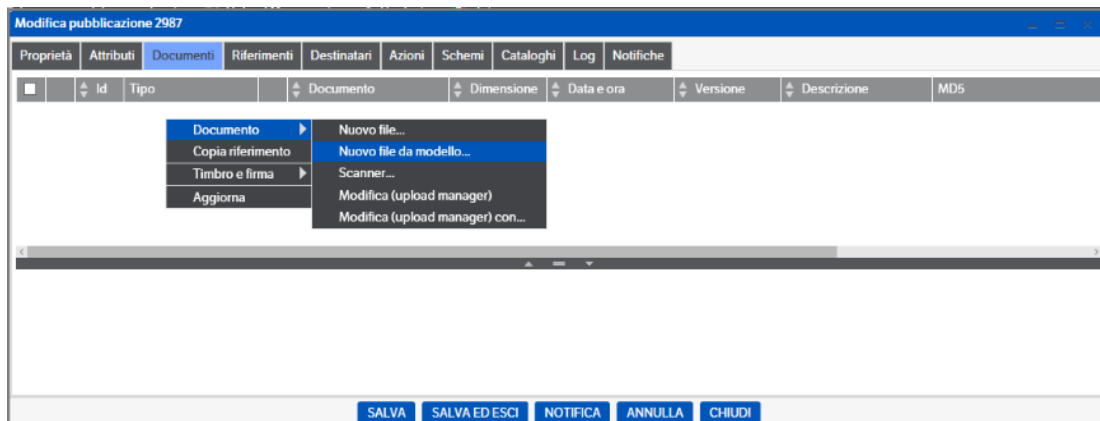 Modifica pubblicazione 2987
Proprietà Attributi Documenti Riferimenti Destinatari Azioni Schemi Cataloghi Log Notifiche
Id Tipo Documento Dimensione Data e ora Versione Descrizione MD5
Documento Nuovo file...
Copia riferimento Nuovo file da modello...
Timbro e firma Scanner...
Aggiorna Modifica (upload manager)
Modifica (upload manager) con...
SALVA SALVA ED ESCI NOTIFICA ANNULLA CHIUDI